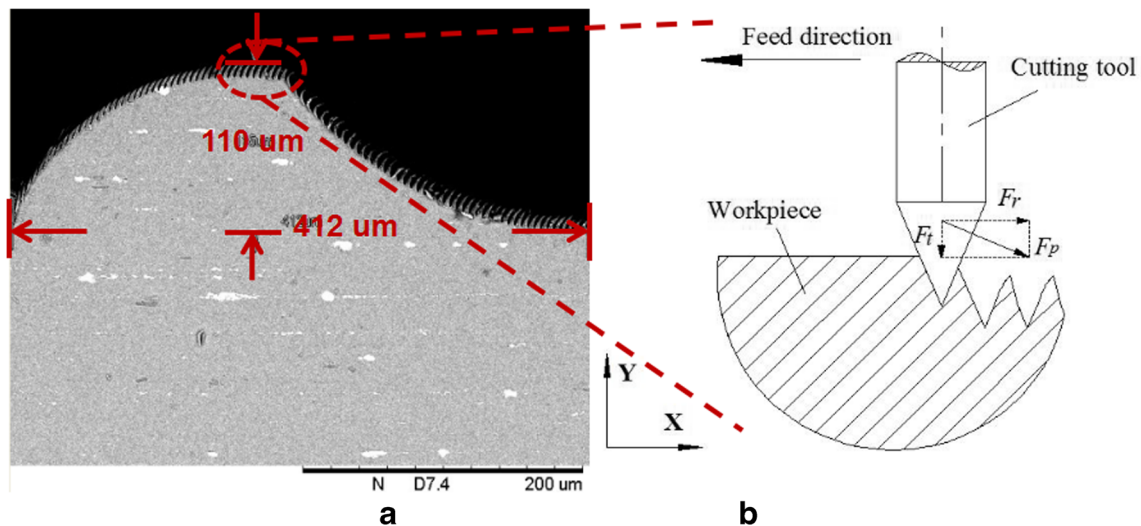 110 um
412 um
N D7.4 200 um
a
Feed direction
Cutting tool
Workpiece
Fr
Ft
Fp
Y
X
b